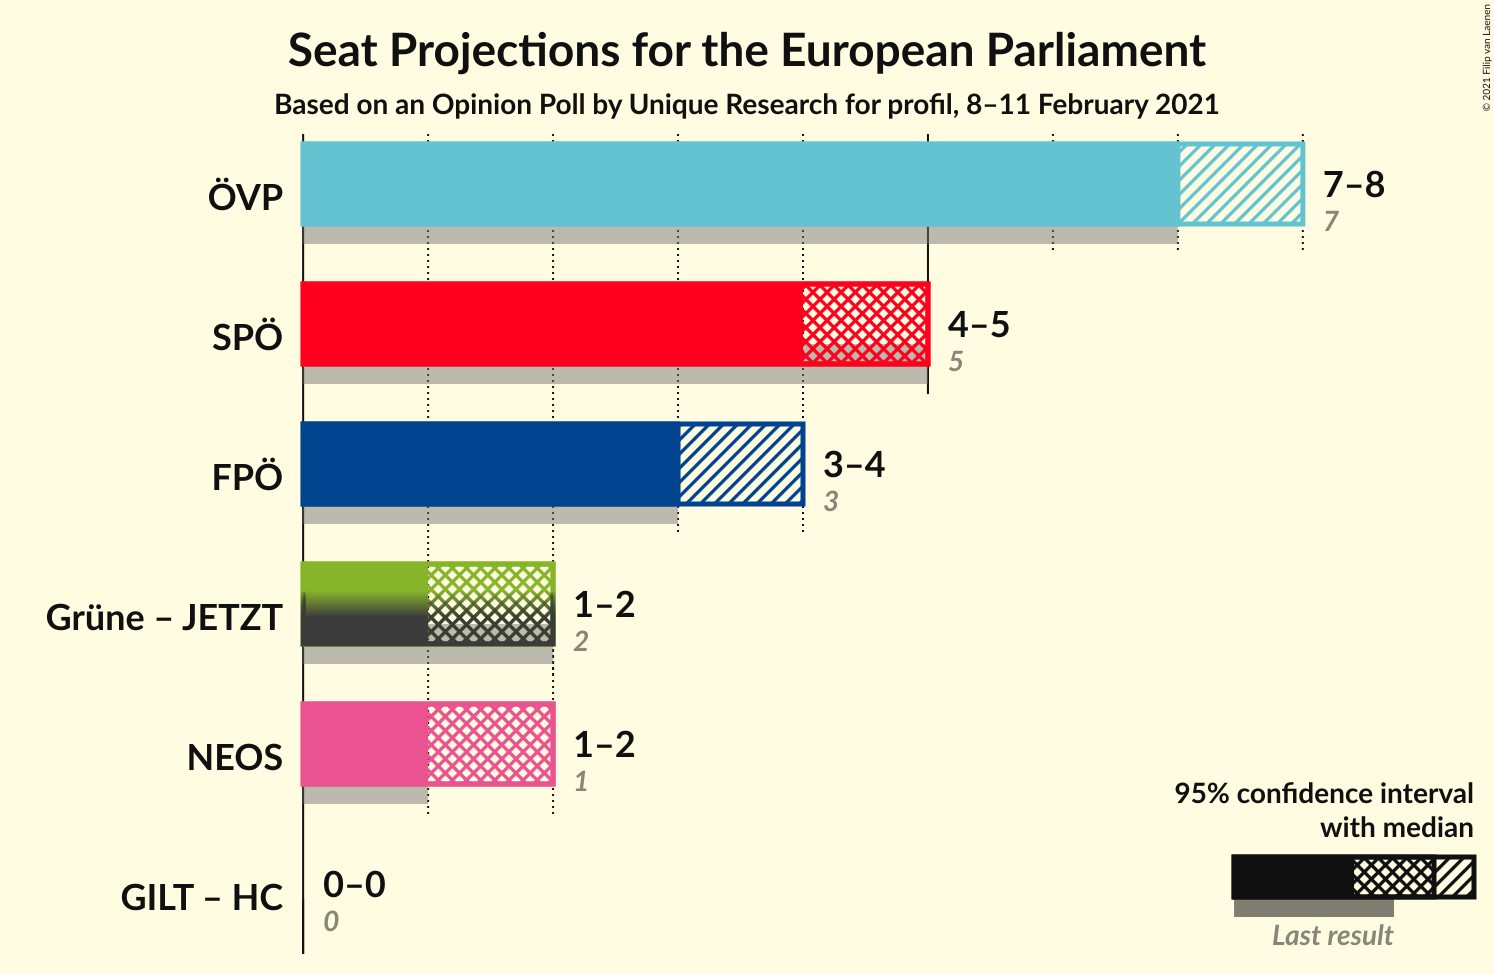 Seat Projections for the European Parliament
Based on an Opinion Poll by Unique Research for profil, 8–11 February 2021
© 2021 Filip van Laenen
ÖVP
7–8
7
SPÖ
4–5
5
FPÖ
3–4
3
Grüne – JETZT
1–2
2
NEOS
1–2
1
GILT – HC
0–0
0
95% confidence interval
with median
Last result